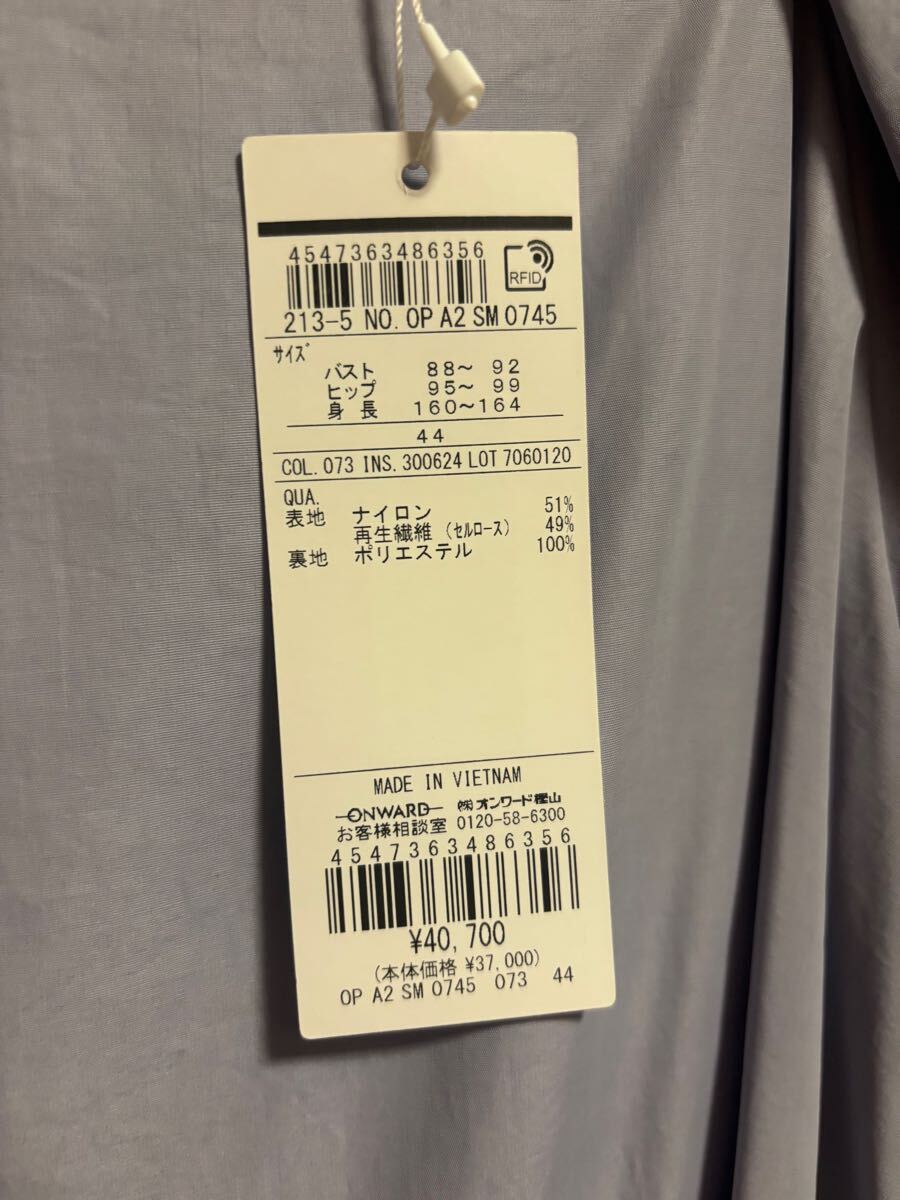 4547363486356
RFID
213-5 NO. OP A2 SM 0745
ｻｲｽﾞ
バスト 88～ 92
ヒップ 95～ 99
身 長 160～164
44
COL. 073 INS. 300624 LOT 7060120
QUA.
表地 ナイロン 51%
再生繊維 (ｾﾙﾛｰｽ) 49%
裏地 ポリエステル 100%
MADE IN VIETNAM
ONWARD ㈱オンワード樫山
お客様相談室 0120-58-6300
4547363486356
¥40,700
(本体価格 ¥37,000)
OP A2 SM 0745 073 44